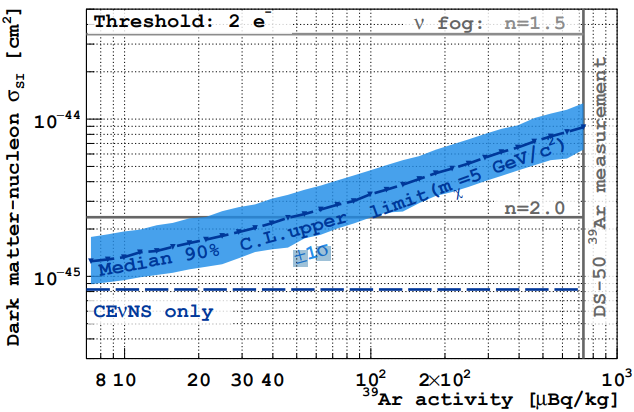 Threshold: 2 e⁻
ν fog: n=1.5
Dark matter-nucleon σSI [cm²]
10⁻⁴⁴
10⁻⁴⁵
Median 90% C.L.upper limit(mχ=5 GeV/c²)
±1σ
n=2.0
CEνNS only
DS-50 ³⁹Ar measurement
8 10 20 30 40 10² 2×10² 10³
³⁹Ar activity [μBq/kg]